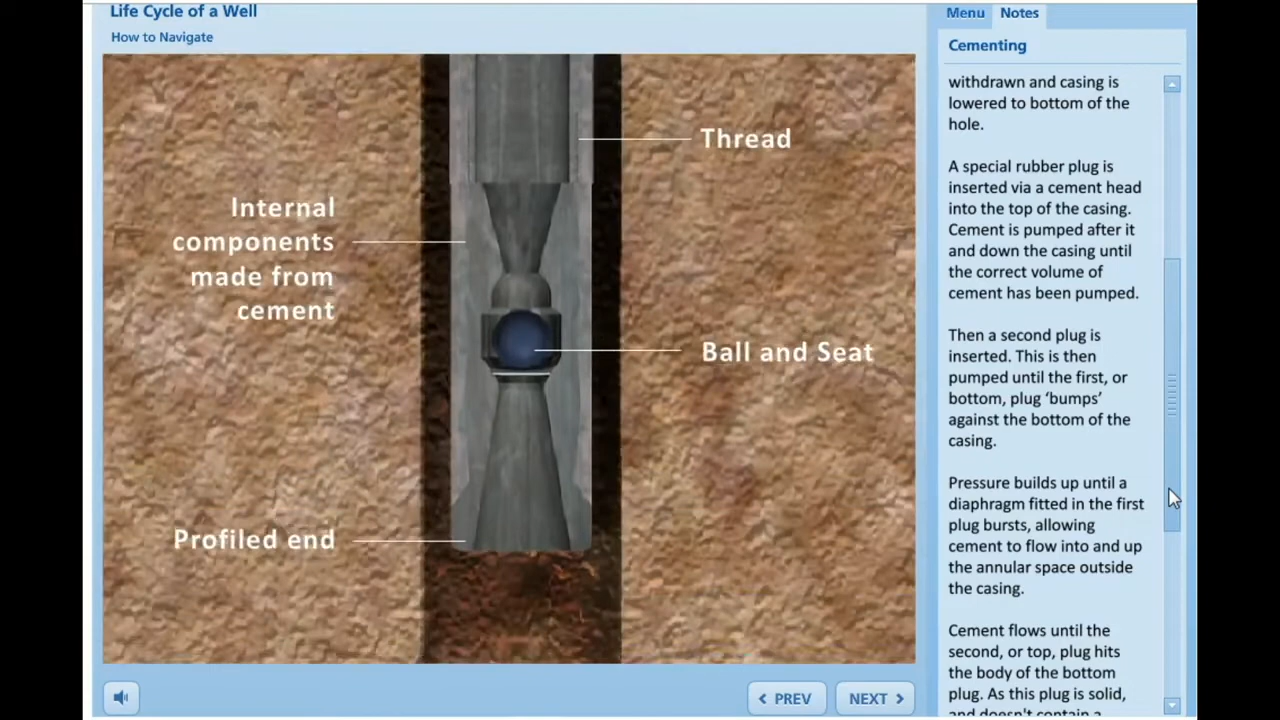 Life Cycle of a Well
How to Navigate
Thread
Internal
components
made from
cement
Ball and Seat
Profiled end
PREV
NEXT
Menu
Notes
Cementing
withdrawn and casing is
lowered to bottom of the
hole.
A special rubber plug is
inserted via a cement head
into the top of the casing.
Cement is pumped after it
and down the casing until
the correct volume of
cement has been pumped.
Then a second plug is
inserted. This is then
pumped until the first, or
bottom, plug ‘bumps’
against the bottom of the
casing.
Pressure builds up until a
diaphragm fitted in the first
plug bursts, allowing
cement to flow into and up
the annular space outside
the casing.
Cement flows until the
second, or top, plug hits
the body of the bottom
plug. As this plug is solid,
and doesn't contain a